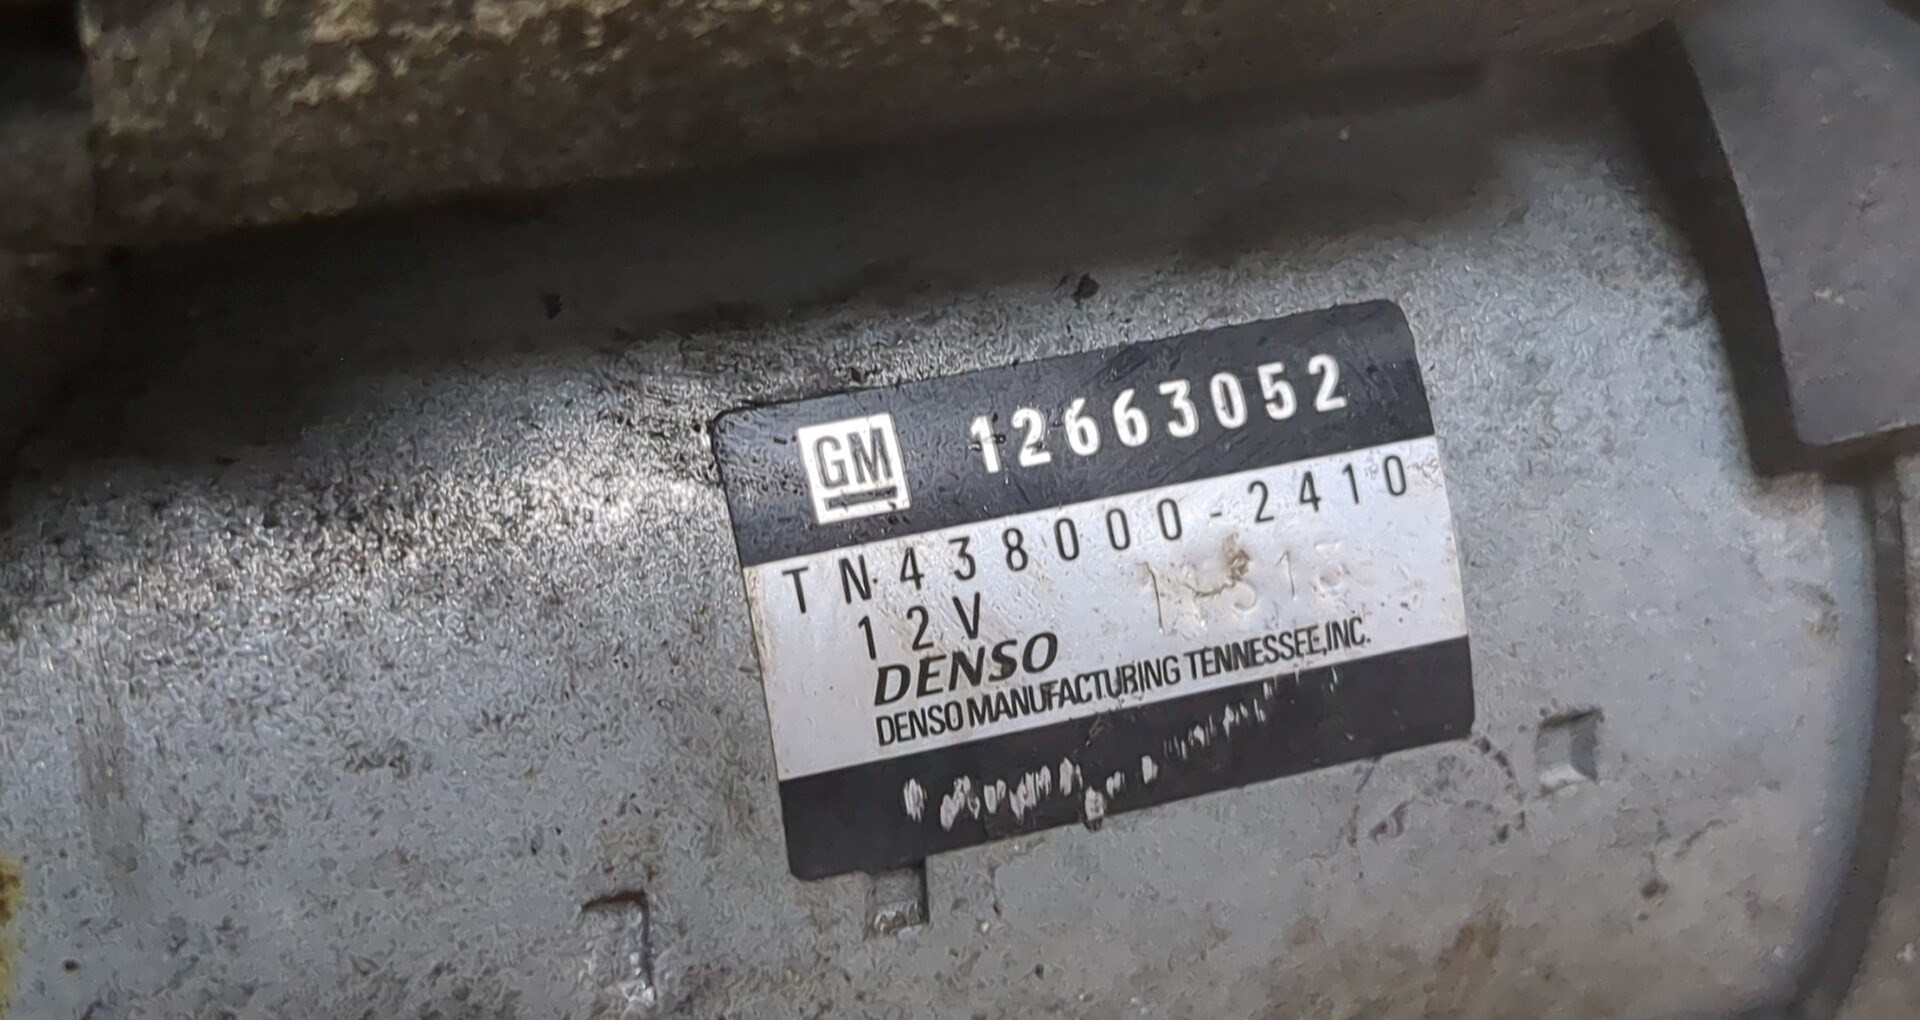 GM 12663052
TN438000-2410
12V
DENSO
DENSO MANUFACTURING TENNESSEE,INC.